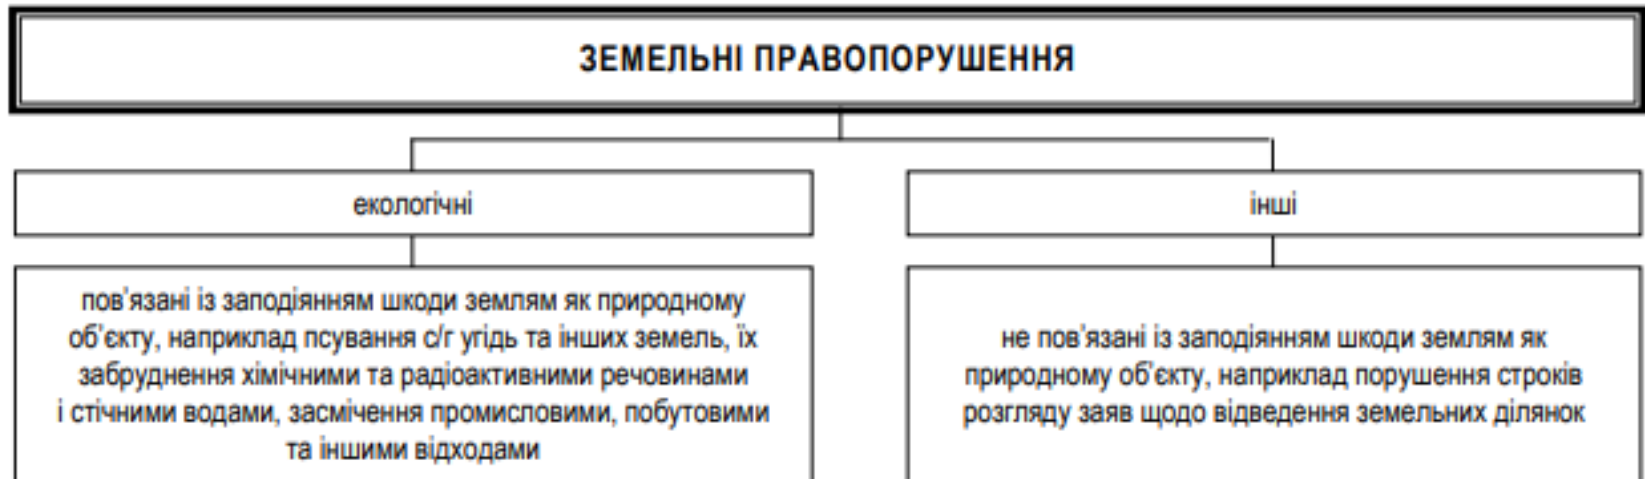 ЗЕМЕЛЬНІ ПРАВОПОРУШЕННЯ
екологічні
інші
пов'язані із заподіянням шкоди землям як природному
об'єкту, наприклад псування с/г угідь та інших земель, їх
забруднення хімічними та радіоактивними речовинами
і стічними водами, засмічення промисловими, побутовими
та іншими відходами
не пов'язані із заподіянням шкоди землям як
природному об'єкту, наприклад порушення строків
розгляду заяв щодо відведення земельних ділянок